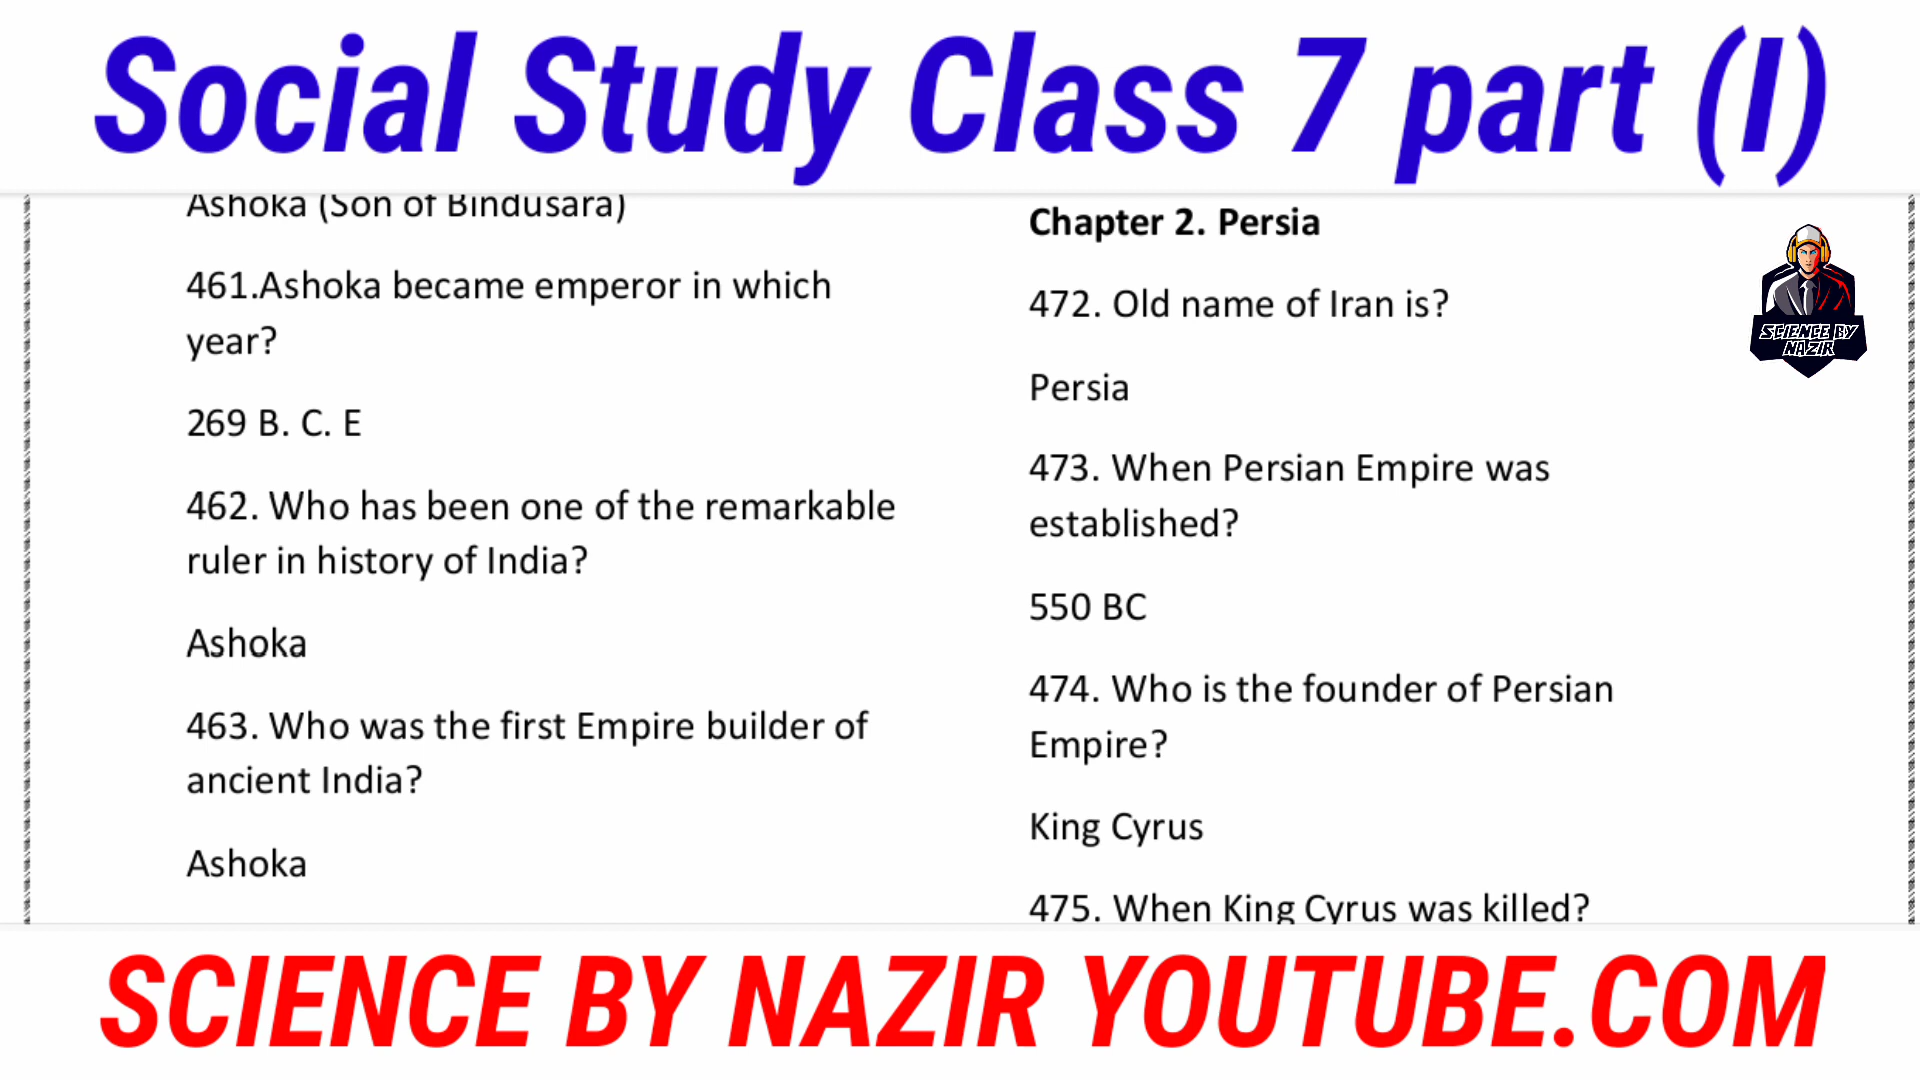 Social Study Class 7 part (I)
Ashoka (Son of Bindusara)
461.Ashoka became emperor in which
year?
269 B. C. E
462. Who has been one of the remarkable
ruler in history of India?
Ashoka
463. Who was the first Empire builder of
ancient India?
Ashoka
Chapter 2. Persia
472. Old name of Iran is?
Persia
473. When Persian Empire was
established?
550 BC
474. Who is the founder of Persian
Empire?
King Cyrus
475. When King Cyrus was killed?
SCIENCE BY
NAZIR
SCIENCE BY NAZIR YOUTUBE.COM